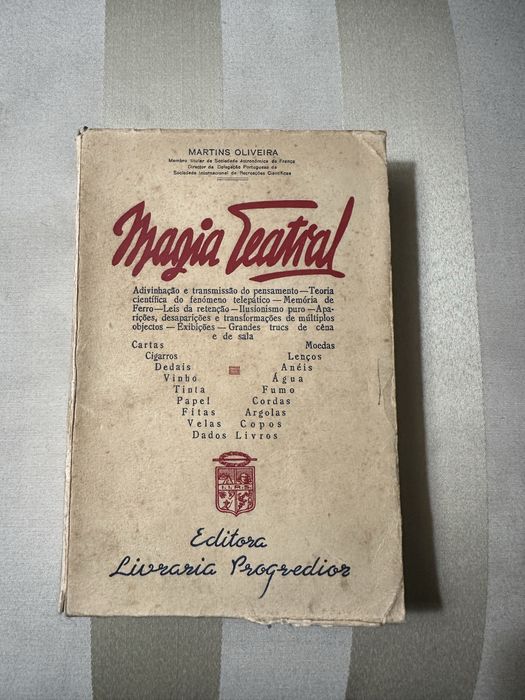 MARTINS OLIVEIRA
Membro titular da Sociedade Astronómica de França
Director da Delegação Portuguesa da
Sociedade Internacional de Recreações Científicas
Magia Teatral
Adivinhação e transmissão do pensamento — Teoria
científica do fenómeno telepático — Memória de
Ferro — Leis da retenção — Ilusionismo puro — Apa-
rições, desaparições e transformações de múltiplos
objectos — Exibições — Grandes trucs de cêna
e de sala
Cartas Moedas
Cigarros Lenços
Dedais Anéis
Vinho Água
Tinta Fumo
Papel Cordas
Fitas Argolas
Velas Copos
Dados Livros
Editora
Livraria Progredior